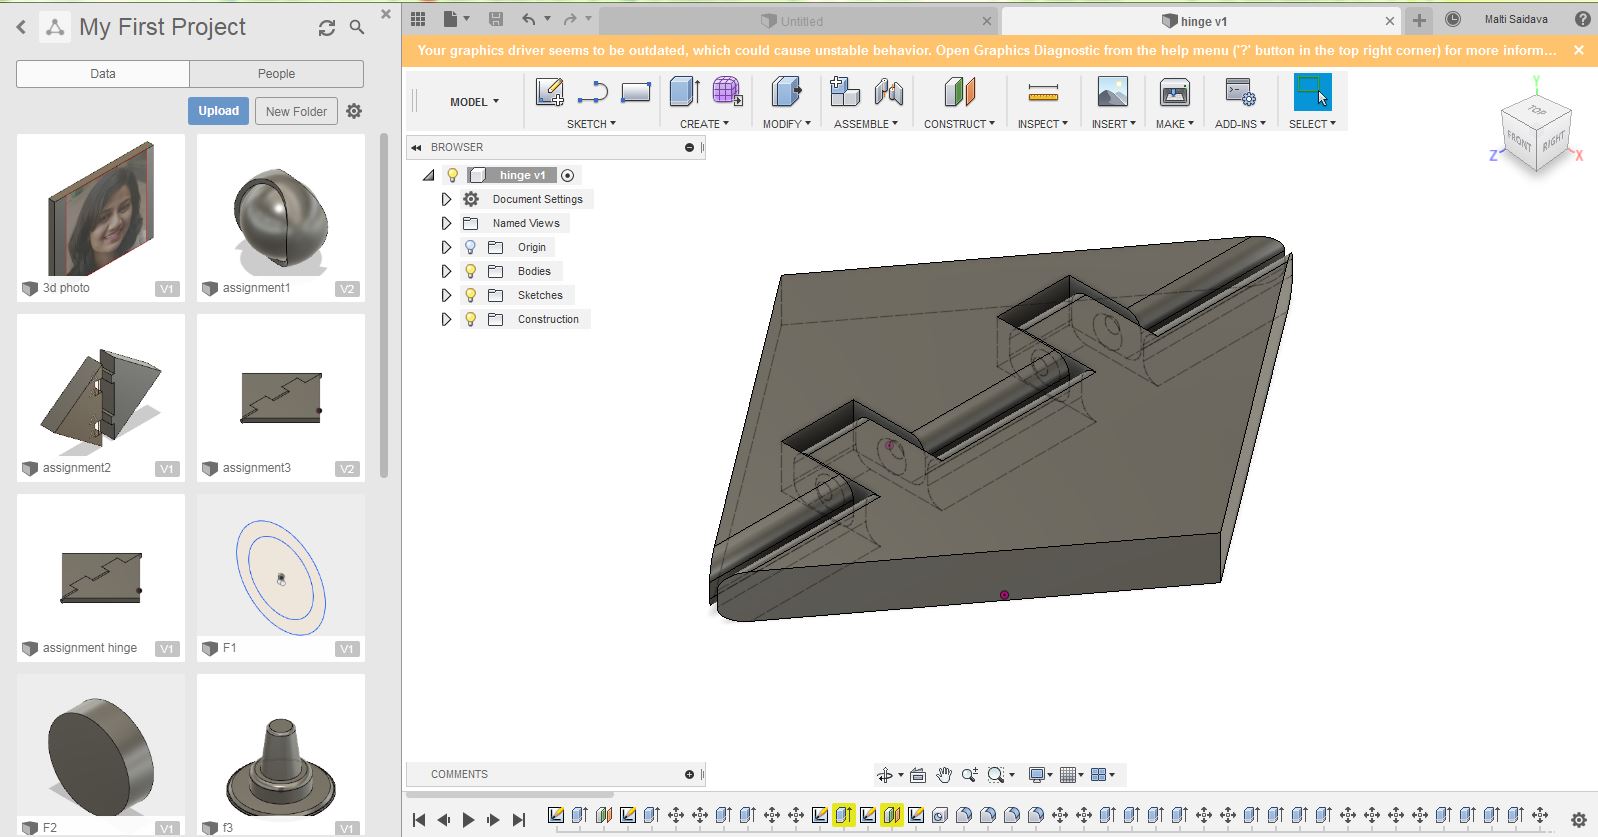 My First Project
Untitled
hinge v1
Malti Saidava
Your graphics driver seems to be outdated, which could cause unstable behavior. Open Graphics Diagnostic from the help menu ('?' button in the top right corner) for more inform...
Data
People
Upload
New Folder
MODEL
SKETCH
CREATE
MODIFY
ASSEMBLE
CONSTRUCT
INSPECT
INSERT
MAKE
ADD-INS
SELECT
Y
TOP
FRONT
RIGHT
Z
X
BROWSER
hinge v1
Document Settings
Named Views
Origin
Bodies
Sketches
Construction
3d photo V1
assignment1 V2
assignment2 V1
assignment3 V2
assignment hinge V1
F1 V1
F2 V1
f3 V1
COMMENTS